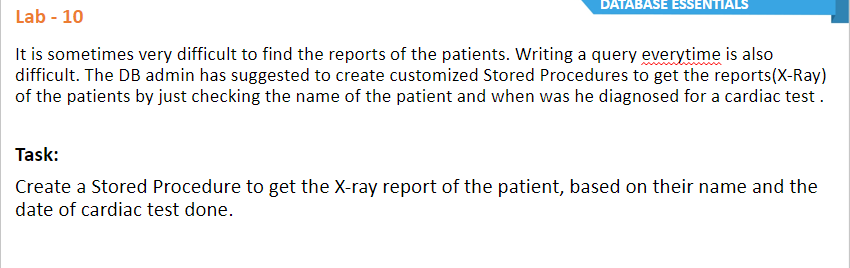 DATABASE ESSENTIALS
Lab - 10
It is sometimes very difficult to find the reports of the patients. Writing a query everytime is also
difficult. The DB admin has suggested to create customized Stored Procedures to get the reports(X-Ray)
of the patients by just checking the name of the patient and when was he diagnosed for a cardiac test .
Task:
Create a Stored Procedure to get the X-ray report of the patient, based on their name and the
date of cardiac test done.